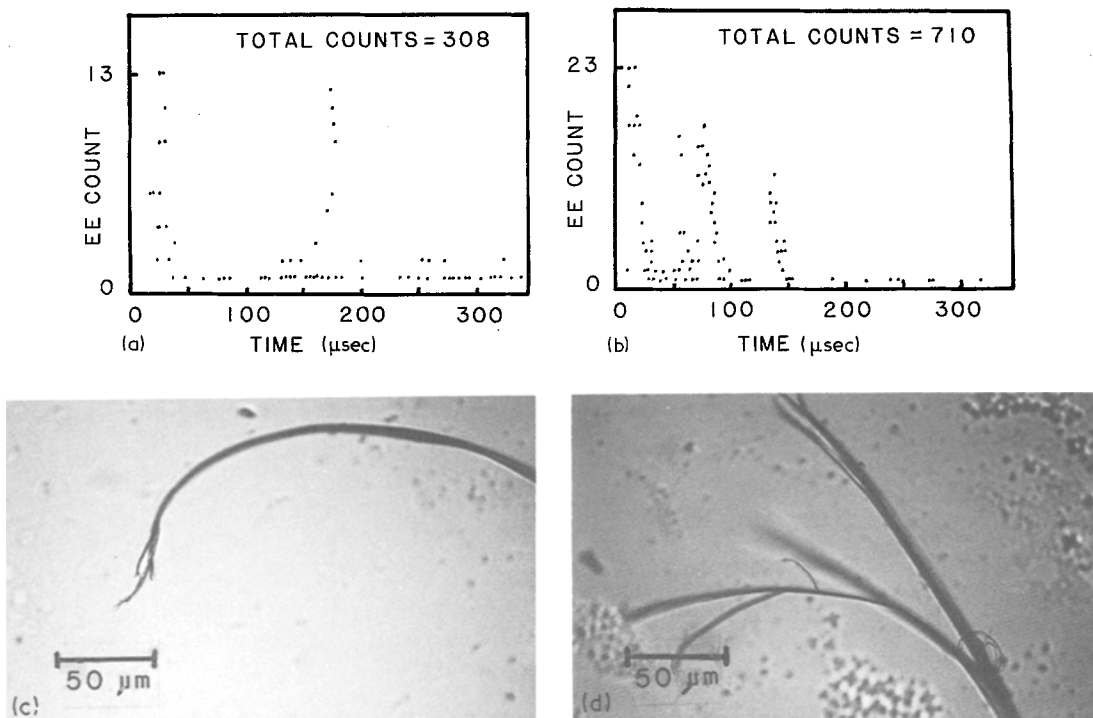 TOTAL COUNTS = 308
13
EE COUNT
0
0 100 200 300
(a) TIME (µsec)
TOTAL COUNTS = 710
23
EE COUNT
0
0 100 200 300
(b) TIME (µsec)
50 µm
(c)
50 µm
(d)